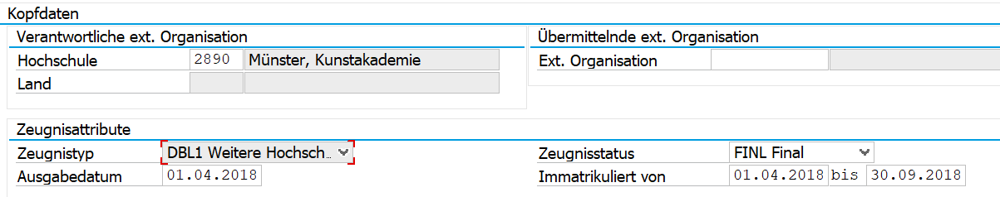 Kopfdaten
Verantwortliche ext. Organisation
Hochschule 2890 Münster, Kunstakademie
Land
Übermittelnde ext. Organisation
Ext. Organisation
Zeugnisattribute
Zeugnistyp DBL1 Weitere Hochsch… Zeugnisstatus FINL Final
Ausgabedatum 01.04.2018 Immatrikuliert von 01.04.2018 bis 30.09.2018